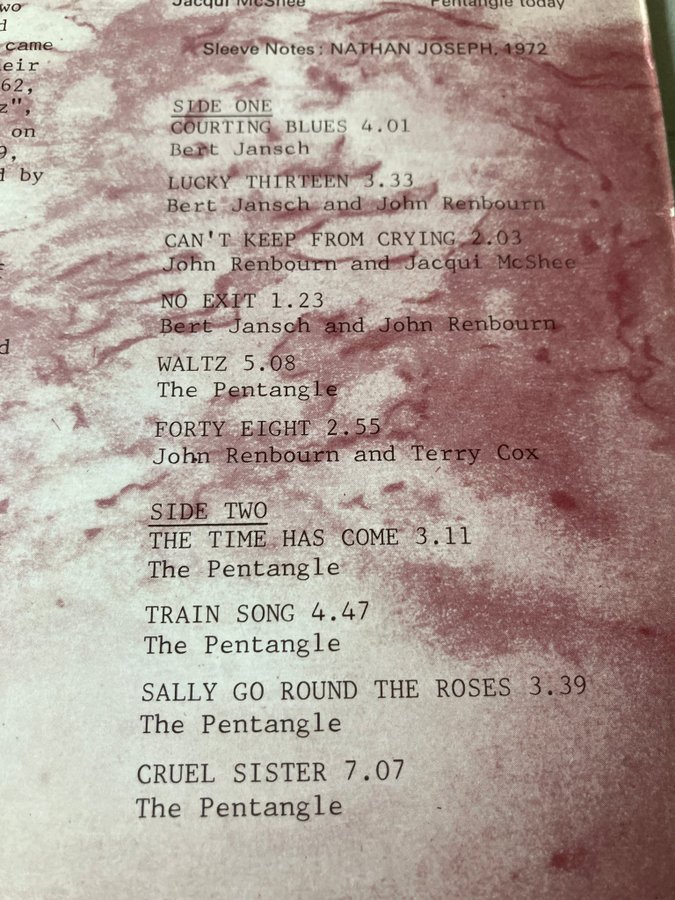 two
d
came
eir
62,
z",
on
9,
d by
d
Jacqui McShee
Pentangle today
Sleeve Notes: NATHAN JOSEPH, 1972
SIDE ONE
COURTING BLUES 4.01
Bert Jansch
LUCKY THIRTEEN 3.33
Bert Jansch and John Renbourn
CAN'T KEEP FROM CRYING 2.03
John Renbourn and Jacqui McShee
NO EXIT 1.23
Bert Jansch and John Renbourn
WALTZ 5.08
The Pentangle
FORTY EIGHT 2.55
John Renbourn and Terry Cox
SIDE TWO
THE TIME HAS COME 3.11
The Pentangle
TRAIN SONG 4.47
The Pentangle
SALLY GO ROUND THE ROSES 3.39
The Pentangle
CRUEL SISTER 7.07
The Pentangle